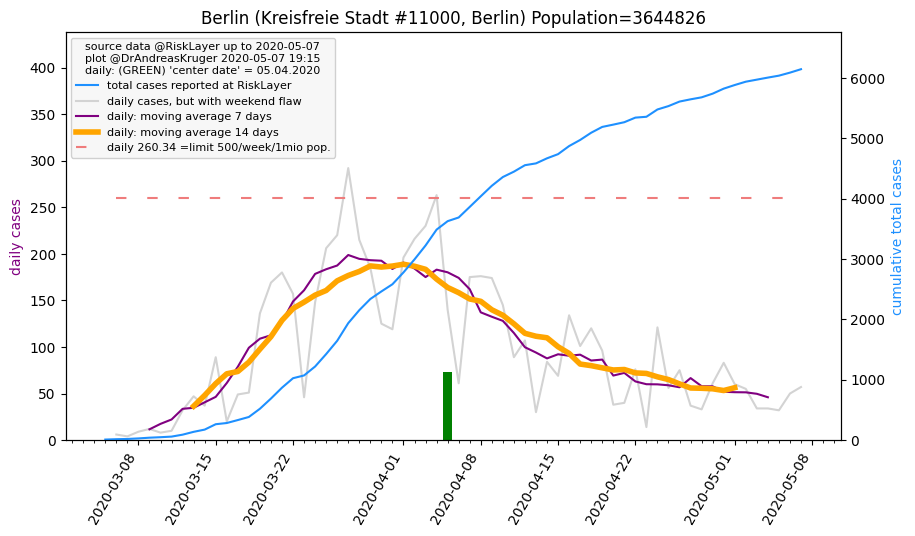 Berlin (Kreisfreie Stadt #11000, Berlin) Population=3644826
source data @RiskLayer up to 2020-05-07
plot @DrAndreasKruger 2020-05-07 19:15
daily: (GREEN) 'center date' = 05.04.2020
total cases reported at RiskLayer
daily cases, but with weekend flaw
daily: moving average 7 days
daily: moving average 14 days
daily 260.34 =limit 500/week/1mio pop.
daily cases
400
350
300
250
200
150
100
50
0
cumulative total cases
6000
5000
4000
3000
2000
1000
0
2020-03-08
2020-03-15
2020-03-22
2020-04-01
2020-04-08
2020-04-15
2020-04-22
2020-05-01
2020-05-08